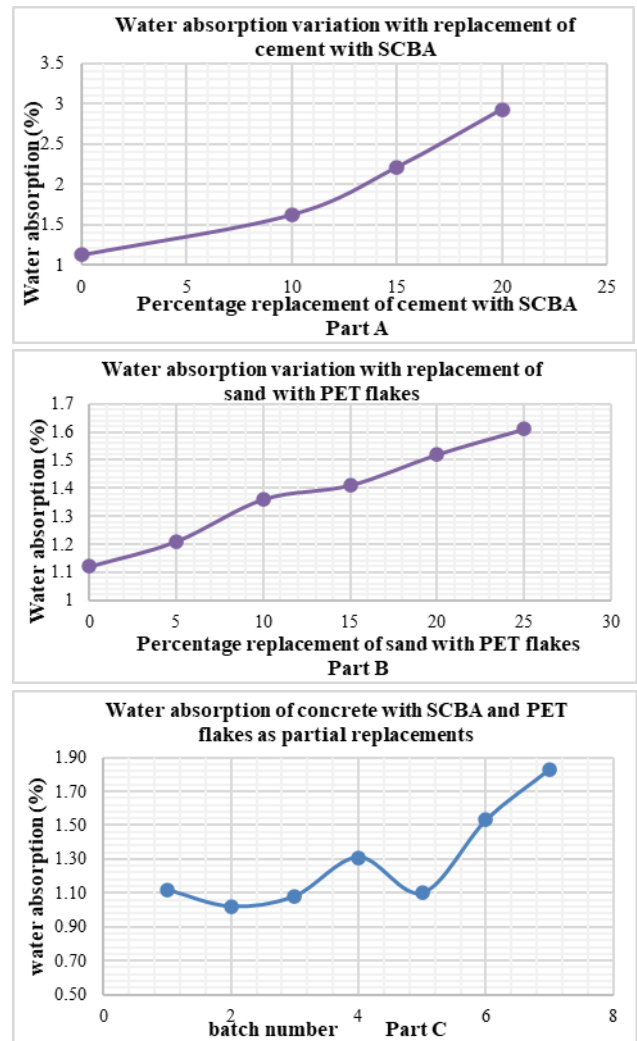 Water absorption variation with replacement of
cement with SCBA
3.5
3
2.5
2
1.5
1
Water absorption (%)
0 5 10 15 20 25
Percentage replacement of cement with SCBA
Part A
Water absorption variation with replacement of
sand with PET flakes
1.7
1.6
1.5
1.4
1.3
1.2
1.1
1
Water absorption (%)
0 5 10 15 20 25 30
Percentage replacement of sand with PET flakes
Part B
Water absorption of concrete with SCBA and PET
flakes as partial replacements
1.90
1.70
1.50
1.30
1.10
0.90
0.70
0.50
water absorption (%)
0 2 4 6 8
batch number Part C